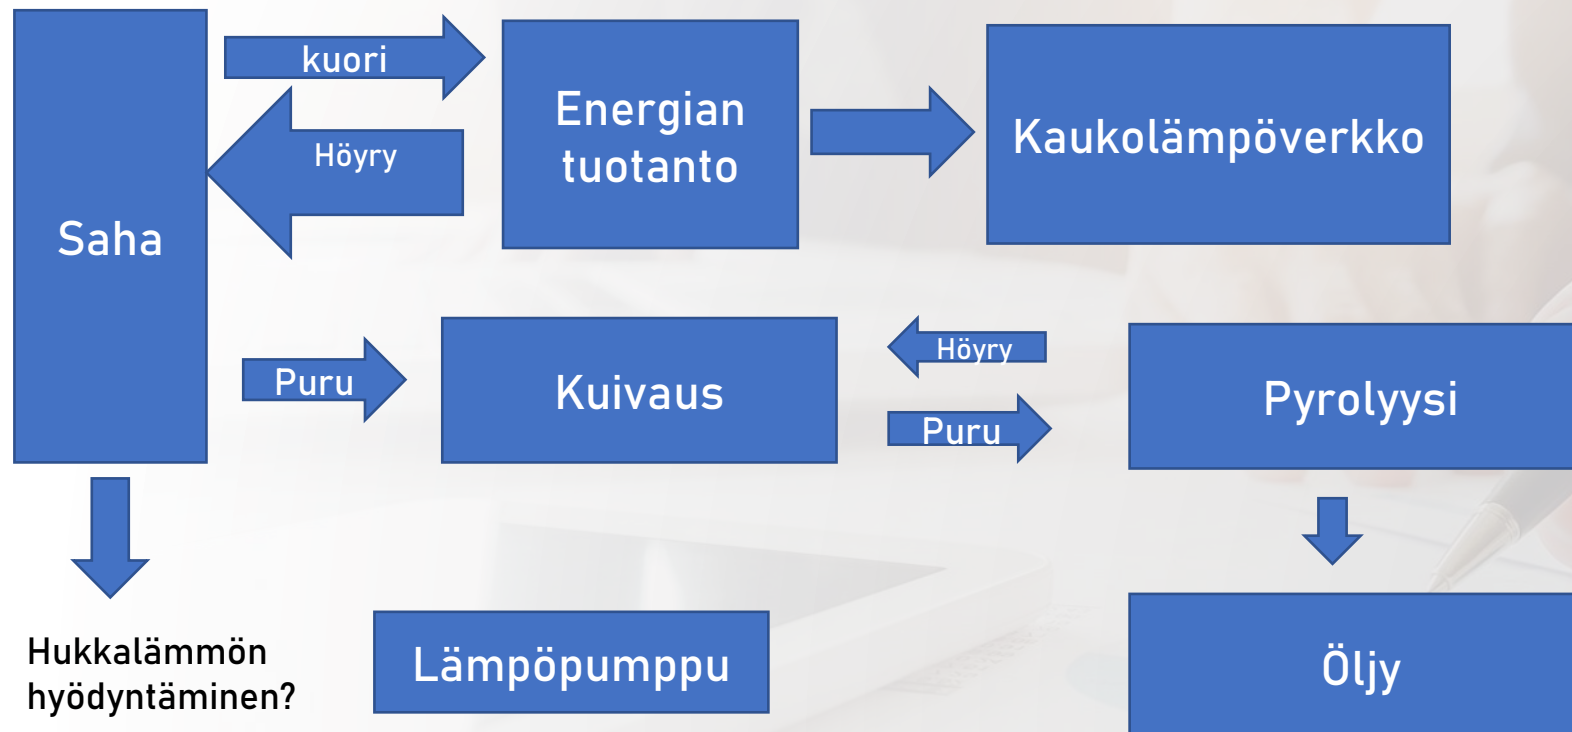 kuori
Energian
tuotanto
Kaukolämpöverkko
Höyry
Saha
Puru
Kuivaus
Höyry
Puru
Pyrolyysi
Hukkalämmön
hyödyntäminen?
Lämpöpumppu
Öljy